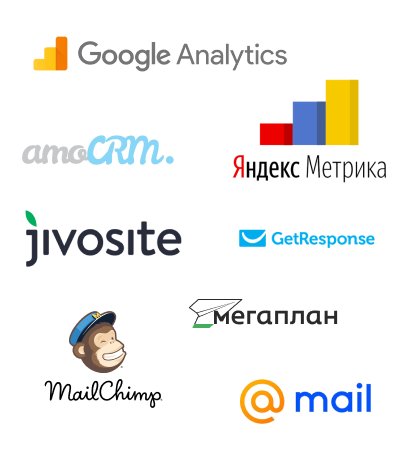 Google Analytics
amoCRM.
Яндекс Метрика
jivosite
GetResponse
мегаплан
MailChimp
@mail